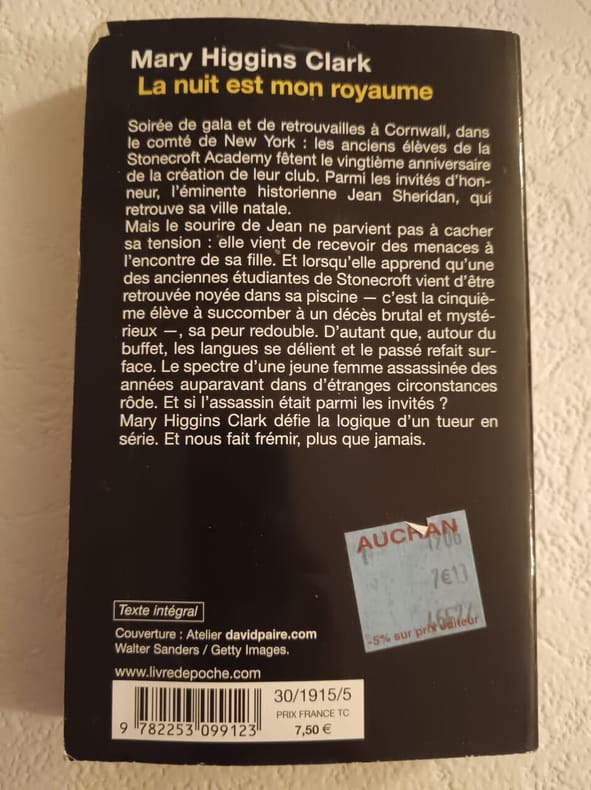 Mary Higgins Clark
La nuit est mon royaume
Soirée de gala et de retrouvailles à Cornwall, dans
le comté de New York : les anciens élèves de la
Stonecroft Academy fêtent le vingtième anniversaire
de la création de leur club. Parmi les invités d'hon-
neur, l'éminente historienne Jean Sheridan, qui
retrouve sa ville natale.
Mais le sourire de Jean ne parvient pas à cacher
sa tension : elle vient de recevoir des menaces à
l'encontre de sa fille. Et lorsqu'elle apprend qu'une
des anciennes étudiantes de Stonecroft vient d'être
retrouvée noyée dans sa piscine — c'est la cinquiè-
me élève à succomber à un décès brutal et mysté-
rieux —, sa peur redouble. D'autant que, autour du
buffet, les langues se délient et le passé refait sur-
face. Le spectre d'une jeune femme assassinée des
années auparavant dans d'étranges circonstances
rôde. Et si l'assassin était parmi les invités ?
Mary Higgins Clark défie la logique d'un tueur en
série. Et nous fait frémir, plus que jamais.
AUCHAN
7€13
-5% sur prix éditeur
Texte intégral
Couverture : Atelier davidpaire.com
Walter Sanders / Getty Images.
www.livredepoche.com
30/1915/5
PRIX FRANCE TC
7,50 €
9 782253 099123